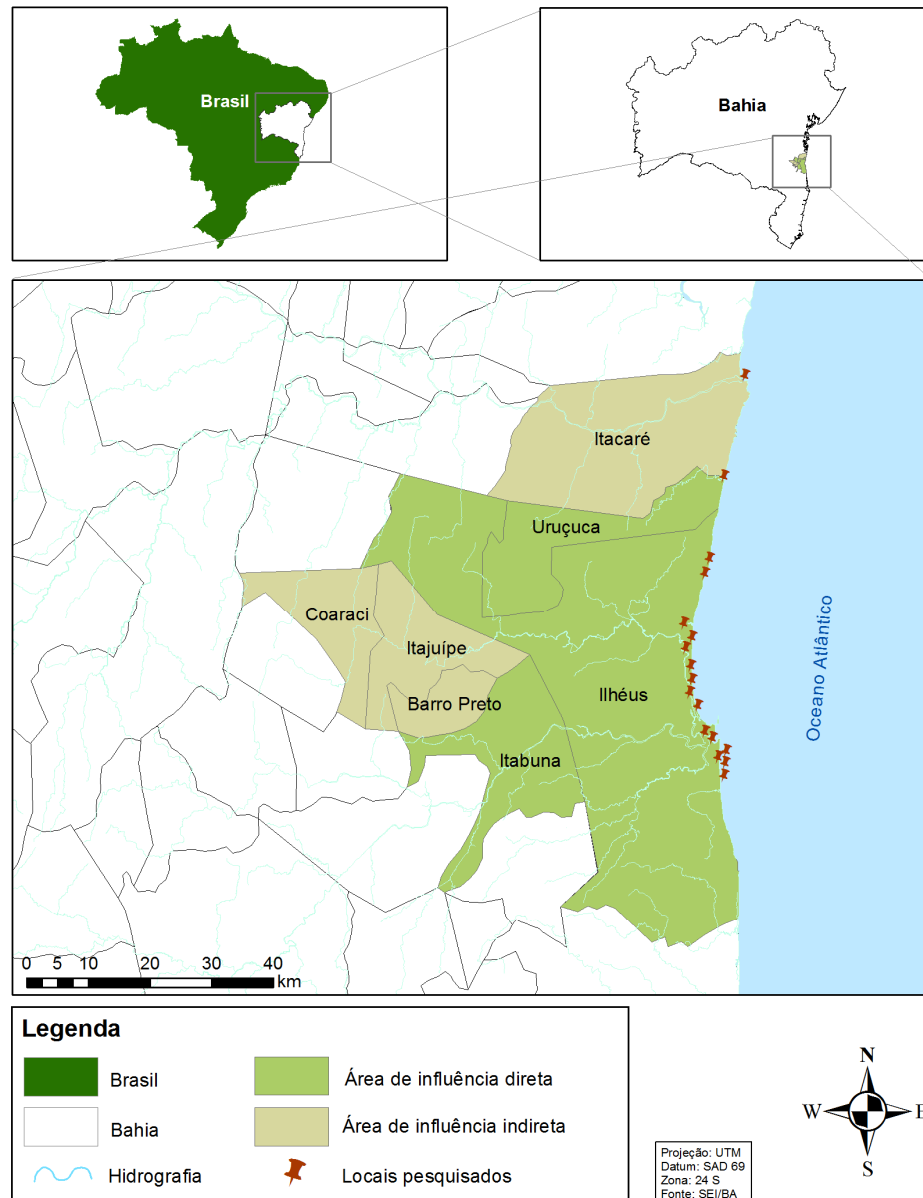 Brasil
Bahia
Itacaré
Uruçuca
Coaraci
Itajuípe
Ilhéus
Barro Preto
Itabuna
Oceano Atlântico
0 5 10 20 30 40
km
Legenda
Brasil
Área de influência direta
Bahia
Área de influência indireta
Hidrografia
Locais pesquisados
N
W
E
S
Projeção: UTM
Datum: SAD 69
Zona: 24 S
Fonte: SEI/BA